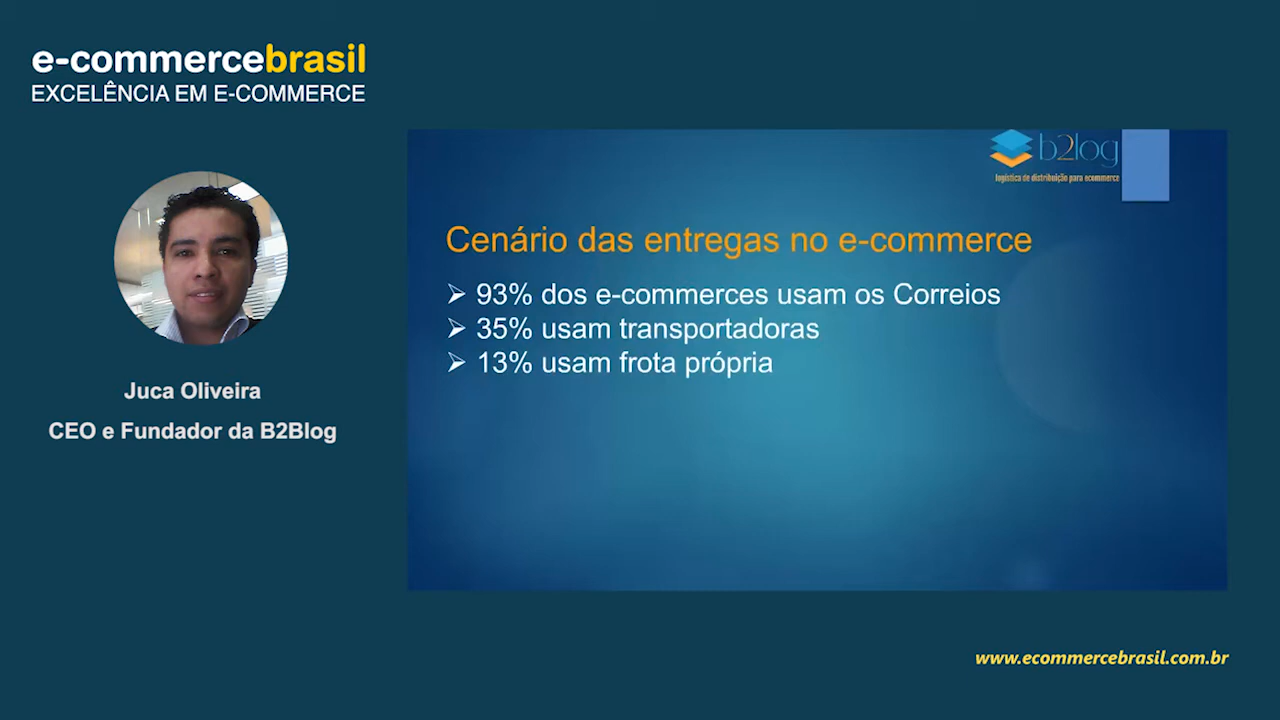 e-commercebrasil
EXCELÊNCIA EM E-COMMERCE
b2log
logística de distribuição para ecommerce
Cenário das entregas no e-commerce
➢ 93% dos e-commerces usam os Correios
➢ 35% usam transportadoras
➢ 13% usam frota própria
Juca Oliveira
CEO e Fundador da B2Blog
www.ecommercebrasil.com.br